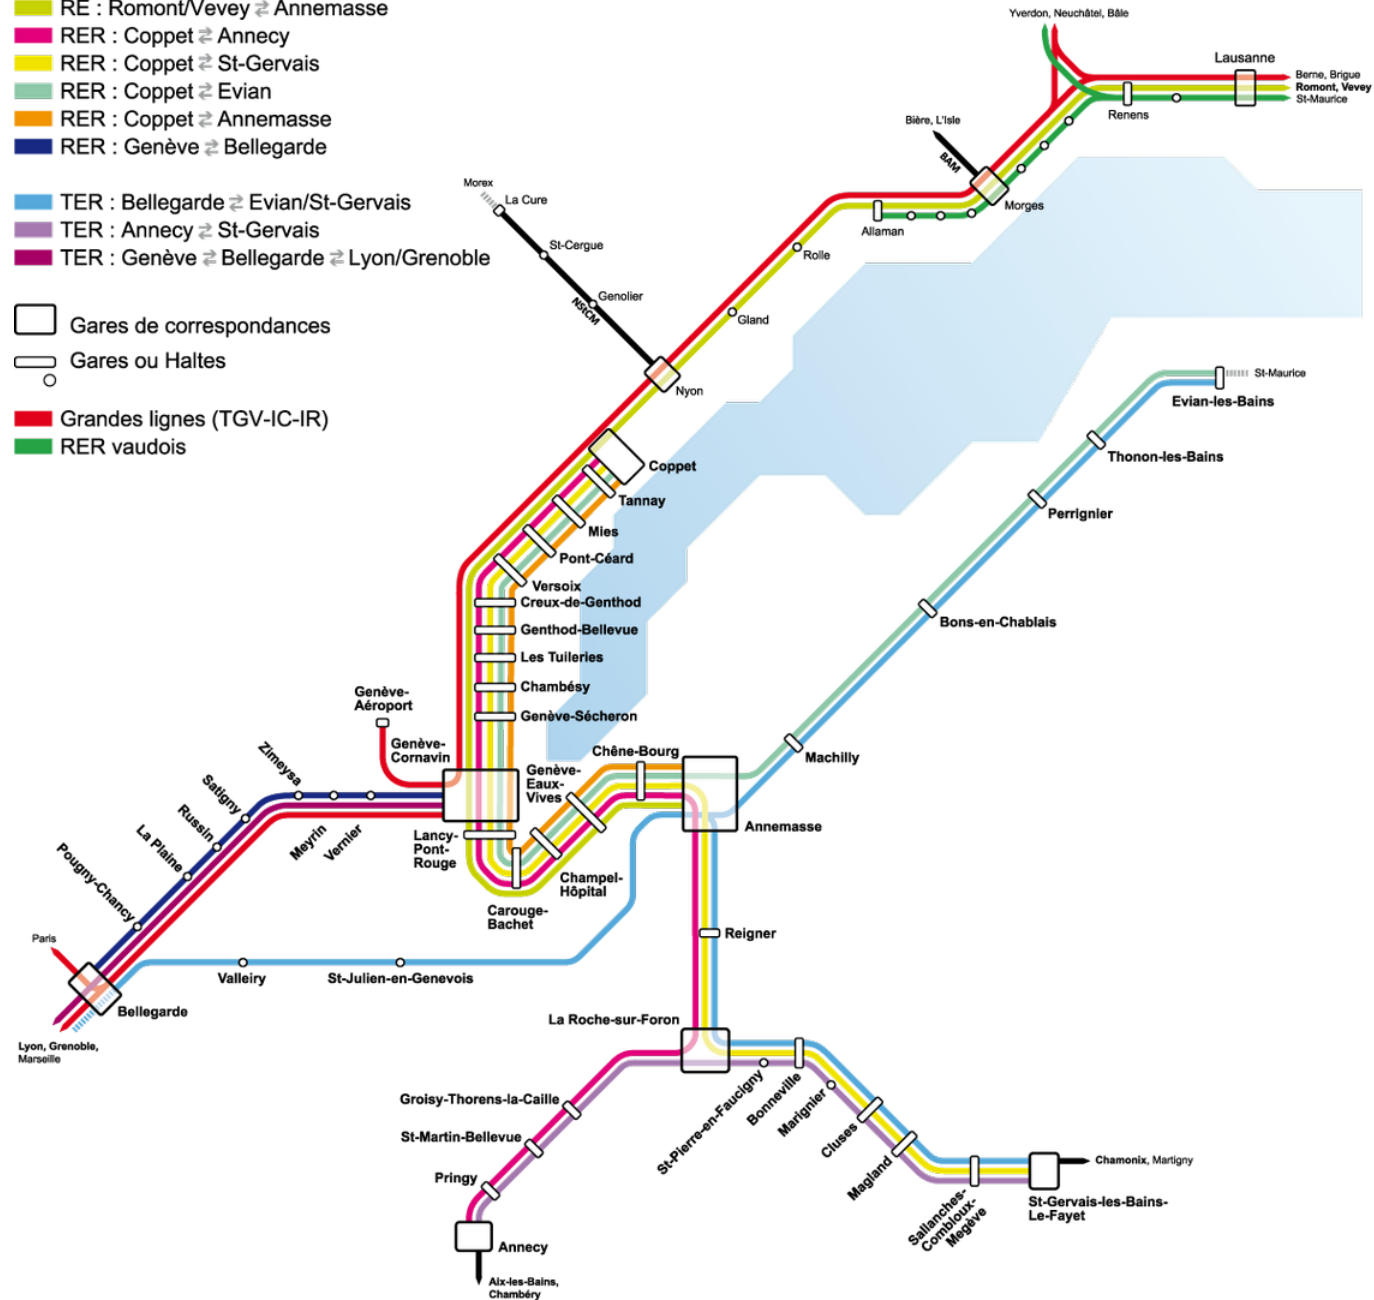 RE : Romont/Vevey ⇄ Annemasse
RER : Coppet ⇄ Annecy
RER : Coppet ⇄ St-Gervais
RER : Coppet ⇄ Evian
RER : Coppet ⇄ Annemasse
RER : Genève ⇄ Bellegarde
TER : Bellegarde ⇄ Evian/St-Gervais
TER : Annecy ⇄ St-Gervais
TER : Genève ⇄ Bellegarde ⇄ Lyon/Grenoble
Gares de correspondances
Gares ou Haltes
Grandes lignes (TGV-IC-IR)
RER vaudois
Yverdon, Neuchâtel, Bâle
Lausanne
Berne, Brigue
Romont, Vevey
St-Maurice
Renens
Bière, L'Isle
BAM
Morges
Allaman
Rolle
Gland
Morex
La Cure
St-Cergue
Genolier
NStCM
Nyon
Coppet
Tannay
Mies
Pont-Céard
Versoix
Creux-de-Genthod
Genthod-Bellevue
Les Tuileries
Chambésy
Genève-Sécheron
St-Maurice
Evian-les-Bains
Thonon-les-Bains
Perrignier
Bons-en-Chablais
Machilly
Genève-
Aéroport
Genève-
Cornavin
Chêne-Bourg
Genève-
Eaux-
Vives
Annemasse
Zimeysa
Satigny
Russin
La Plaine
Pougny-Chancy
Meyrin
Vernier
Lancy-
Pont-
Rouge
Champel-
Hôpital
Carouge-
Bachet
Paris
Bellegarde
Lyon, Grenoble,
Marseille
Valleiry
St-Julien-en-Genevois
Reigner
La Roche-sur-Foron
Groisy-Thorens-la-Caille
St-Martin-Bellevue
Pringy
Annecy
Aix-les-Bains,
Chambéry
St-Pierre-en-Faucigny
Bonneville
Marignier
Cluses
Magland
Sallanches-
Combloux-
Megève
Chamonix, Martigny
St-Gervais-les-Bains-
Le-Fayet